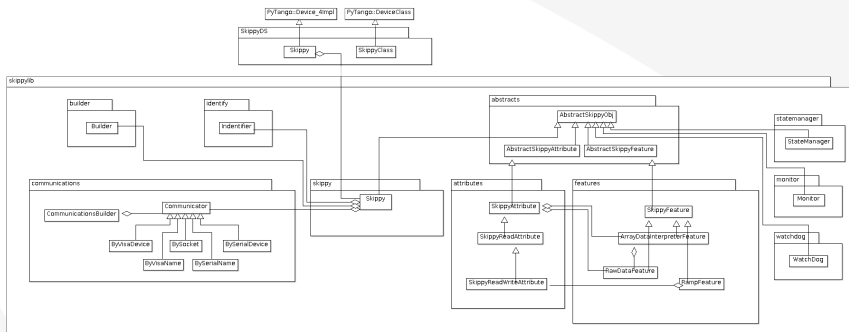 PyTango::Device_4Impl
PyTango::DeviceClass
SkippyDS
Skippy
SkippyClass
skippylib
builder
Builder
identify
Indentifier
abstracts
AbstractSkippyObj
AbstractSkippyAttribute
AbstractSkippyFeature
statemanager
StateManager
monitor
Monitor
watchdog
WatchDog
communications
CommunicationsBuilder
Communicator
ByVisaDevice
BySocket
BySerialDevice
ByVisaName
BySerialName
skippy
Skippy
attributes
SkippyAttribute
SkippyReadAttribute
SkippyReadWriteAttribute
features
SkippyFeature
ArrayDataInterpreterFeature
RawDataFeature
RampFeature